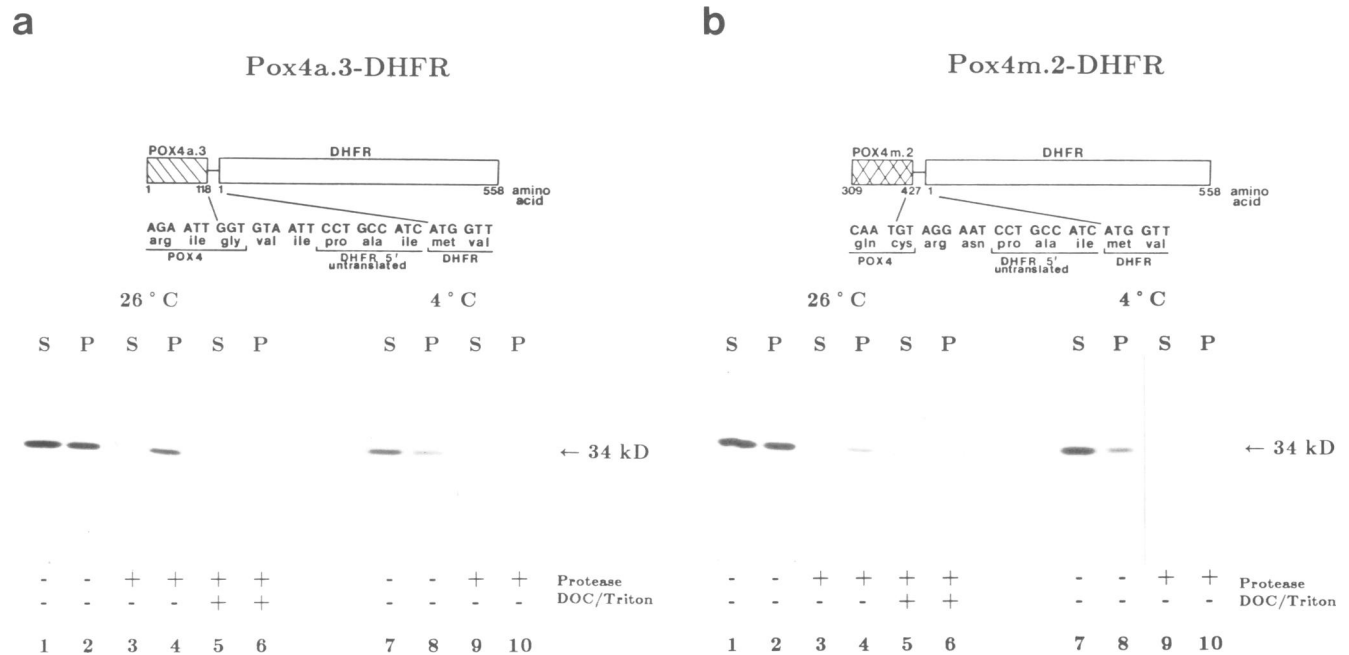 a
Pox4a.3-DHFR
POX4a.3 DHFR
1 118 1 558 amino acid
AGA ATT GGT GTA ATT CCT GCC ATC ATG GTT
arg ile gly val ile pro ala ile met val
POX4 DHFR 5' untranslated DHFR
26 °C 4 °C
S P S P S P S P S P
← 34 kD
- - + + + + - - + + Protease
- - - - + + - - - - DOC/Triton
1 2 3 4 5 6 7 8 9 10
b
Pox4m.2-DHFR
POX4m.2 DHFR
309 427 1 558 amino acid
CAA TGT AGG AAT CCT GCC ATC ATG GTT
gln cys arg asn pro ala ile met val
POX4 DHFR 5' untranslated DHFR
26 °C 4 °C
S P S P S P S P S P
← 34 kD
- - + + + + - - + + Protease
- - - - + + - - - - DOC/Triton
1 2 3 4 5 6 7 8 9 10